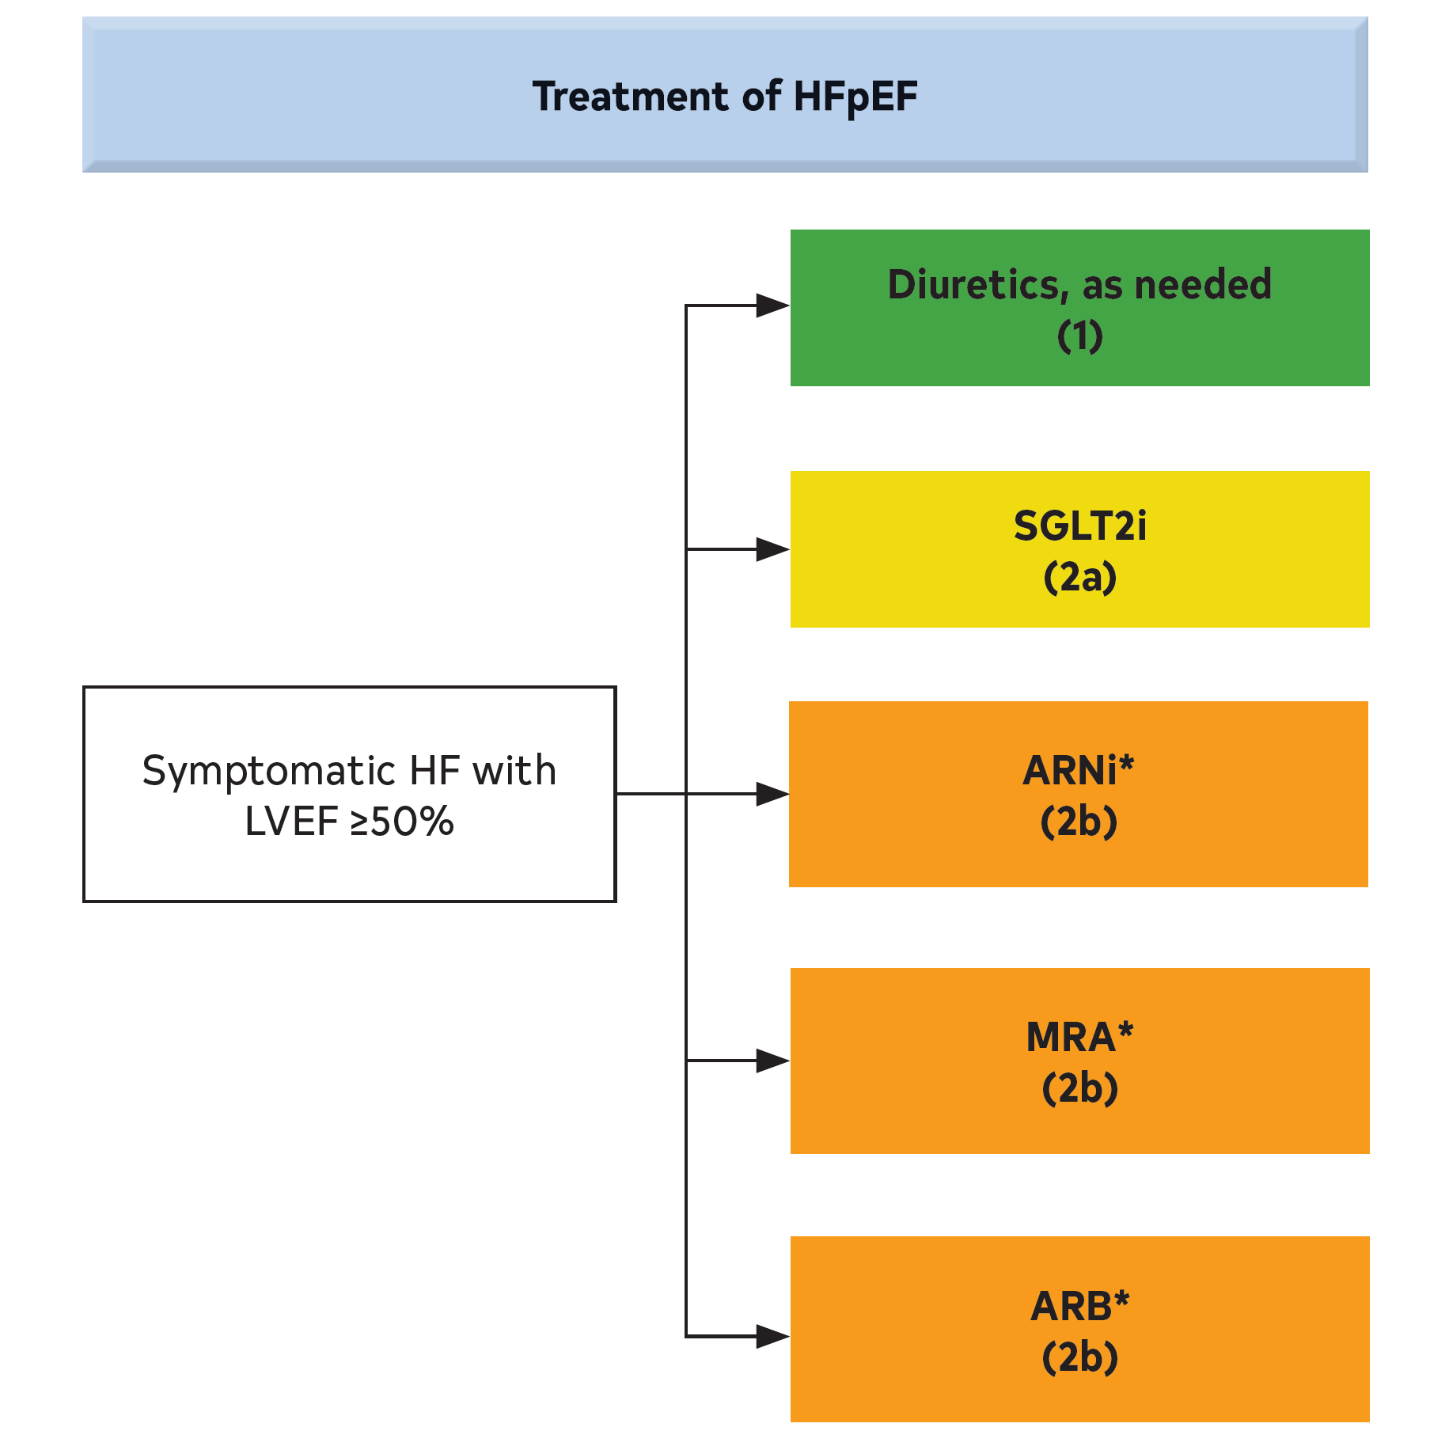 Treatment of HFpEF
Diuretics, as needed
(1)
SGLT2i
(2a)
Symptomatic HF with
LVEF ≥50%
ARNi*
(2b)
MRA*
(2b)
ARB*
(2b)